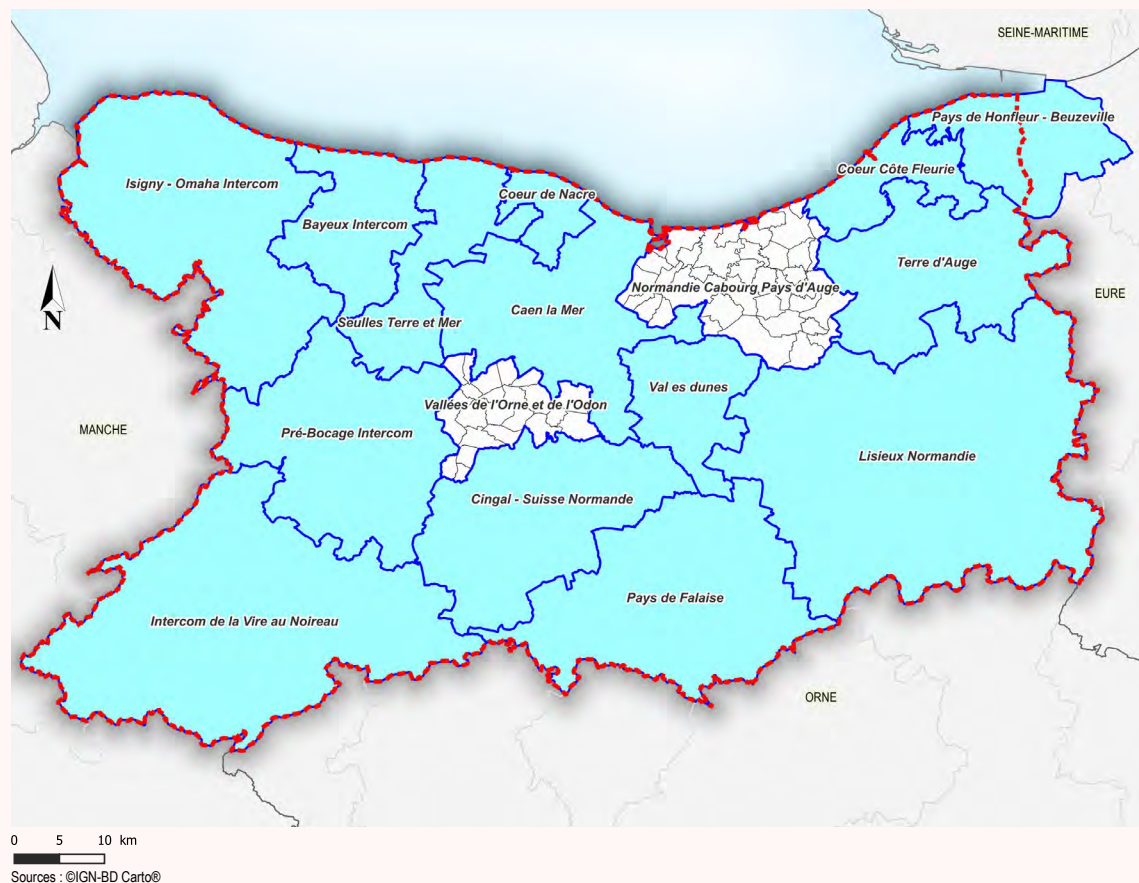 SEINE-MARITIME
Pays de Honfleur - Beuzeville
Coeur Côte Fleurie
Isigny - Omaha Intercom
Coeur de Nacre
Bayeux Intercom
Terre d'Auge
Normandie Cabourg Pays d'Auge
EURE
Caen la Mer
Seulles Terre et Mer
N
Val es dunes
Vallées de l'Orne et de l'Odon
MANCHE
Pré-Bocage Intercom
Lisieux Normandie
Cingal - Suisse Normande
Pays de Falaise
Intercom de la Vire au Noireau
ORNE
0 5 10 km
Sources : ©IGN-BD Carto®